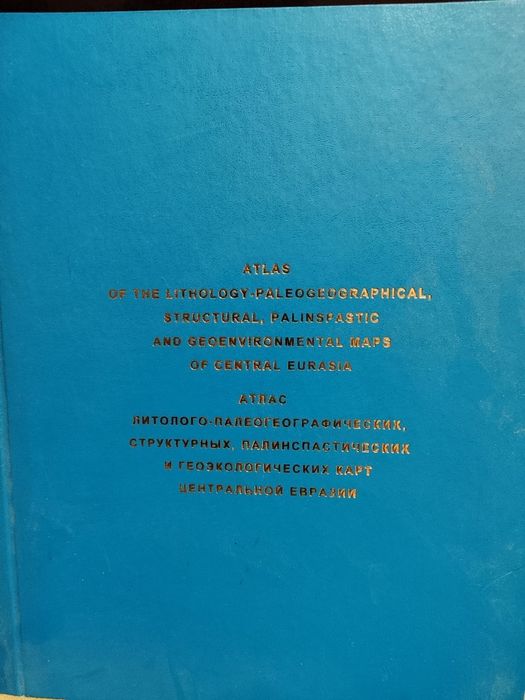 ATLAS
OF THE LITHOLOGY-PALEOGEOGRAPHICAL,
STRUCTURAL, PALINSPASTIC
AND GEOENVIRONMENTAL MAPS
OF CENTRAL EURASIA
АТЛАС
ЛИТОЛОГО-ПАЛЕОГЕОГРАФИЧЕСКИХ,
СТРУКТУРНЫХ, ПАЛИНСПАСТИЧЕСКИХ
И ГЕОЭКОЛОГИЧЕСКИХ КАРТ
ЦЕНТРАЛЬНОЙ ЕВРАЗИИ